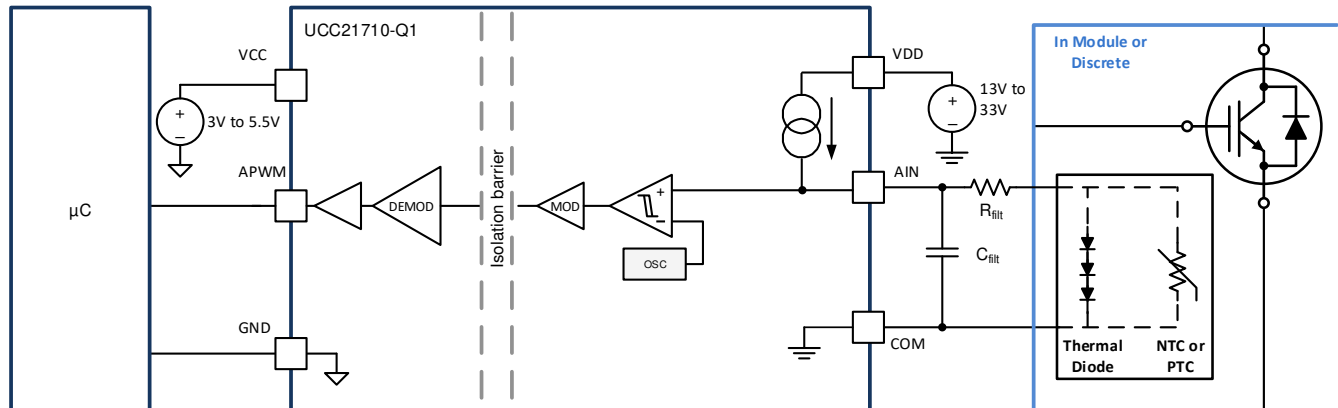 UCC21710-Q1
In Module or
Discrete
VCC
VDD
3V to 5.5V
13V to
33V
APWM
AIN
µC
DEMOD
Isolation barrier
MOD
+
−
OSC
Rfilt
Cfilt
GND
COM
Thermal
Diode
NTC or
PTC